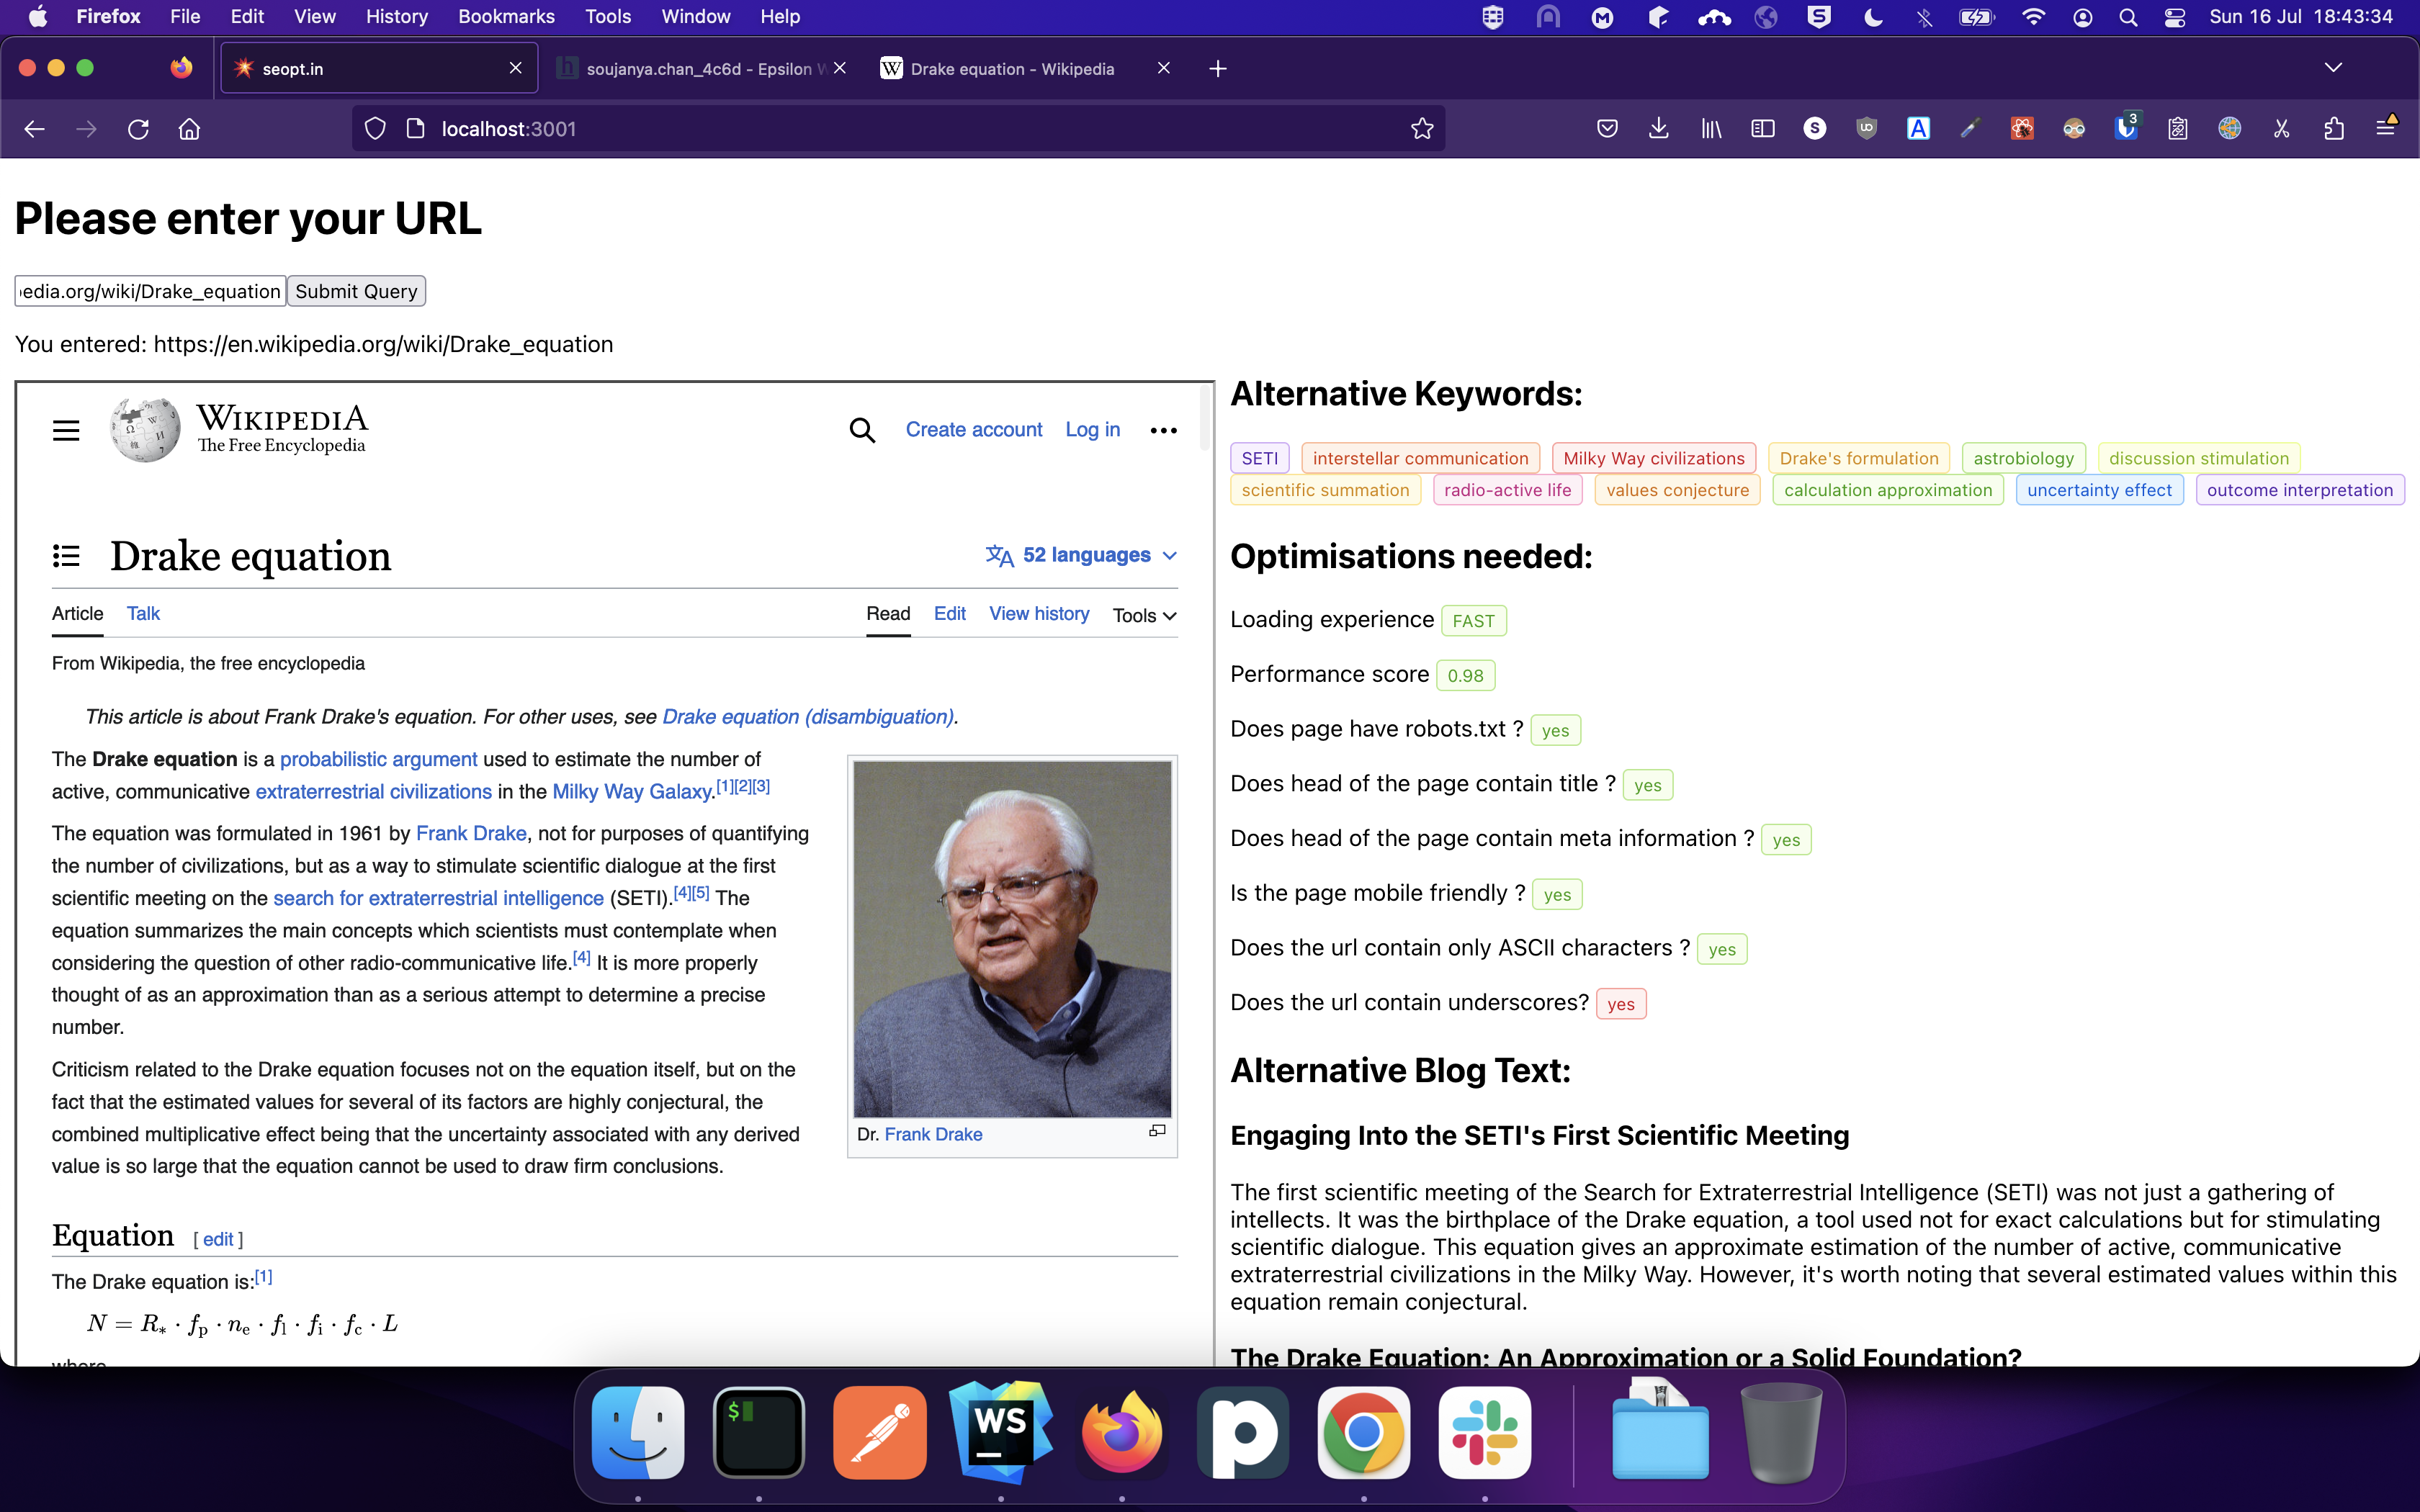 Firefox File Edit View History Bookmarks Tools Window Help
Sun 16 Jul 18:43:34
seopt.in
soujanya.chan_4c6d - Epsilon W
Drake equation - Wikipedia
localhost:3001
3
Please enter your URL
edia.org/wiki/Drake_equation
Submit Query
You entered: https://en.wikipedia.org/wiki/Drake_equation
WIKIPEDIA
The Free Encyclopedia
Create account Log in
Drake equation
52 languages
Article Talk
Read Edit View history Tools
From Wikipedia, the free encyclopedia
This article is about Frank Drake's equation. For other uses, see Drake equation (disambiguation).
The Drake equation is a probabilistic argument used to estimate the number of
active, communicative extraterrestrial civilizations in the Milky Way Galaxy.[1][2][3]
The equation was formulated in 1961 by Frank Drake, not for purposes of quantifying
the number of civilizations, but as a way to stimulate scientific dialogue at the first
scientific meeting on the search for extraterrestrial intelligence (SETI).[4][5] The
equation summarizes the main concepts which scientists must contemplate when
considering the question of other radio-communicative life.[4] It is more properly
thought of as an approximation than as a serious attempt to determine a precise
number.
Criticism related to the Drake equation focuses not on the equation itself, but on the
fact that the estimated values for several of its factors are highly conjectural, the
combined multiplicative effect being that the uncertainty associated with any derived
value is so large that the equation cannot be used to draw firm conclusions.
Dr. Frank Drake
Equation [ edit ]
The Drake equation is:[1]
N = R* · fp · ne · fl · fi · fc · L
where
Alternative Keywords:
SETI interstellar communication Milky Way civilizations Drake's formulation astrobiology discussion stimulation
scientific summation radio-active life values conjecture calculation approximation uncertainty effect outcome interpretation
Optimisations needed:
Loading experience FAST
Performance score 0.98
Does page have robots.txt ? yes
Does head of the page contain title ? yes
Does head of the page contain meta information ? yes
Is the page mobile friendly ? yes
Does the url contain only ASCII characters ? yes
Does the url contain underscores? yes
Alternative Blog Text:
Engaging Into the SETI's First Scientific Meeting
The first scientific meeting of the Search for Extraterrestrial Intelligence (SETI) was not just a gathering of
intellects. It was the birthplace of the Drake equation, a tool used not for exact calculations but for stimulating
scientific dialogue. This equation gives an approximate estimation of the number of active, communicative
extraterrestrial civilizations in the Milky Way. However, it's worth noting that several estimated values within this
equation remain conjectural.
The Drake Equation: An Approximation or a Solid Foundation?
WS